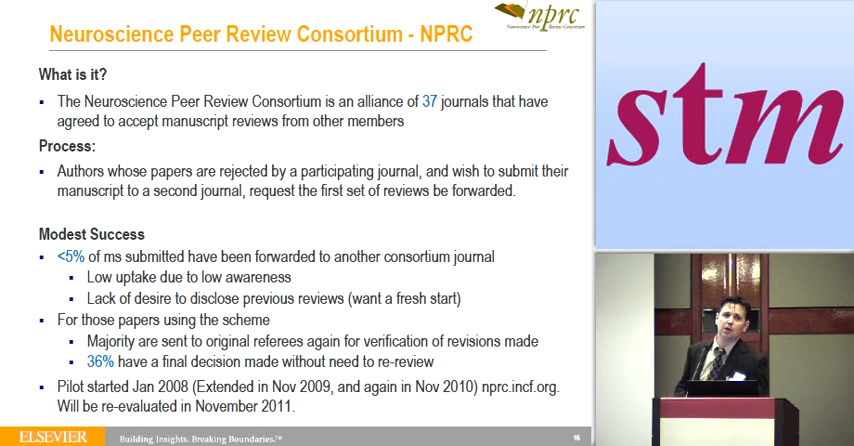 Neuroscience Peer Review Consortium - NPRC
nprc
Neuroscience Peer Review Consortium
What is it?
▪ The Neuroscience Peer Review Consortium is an alliance of 37 journals that have
agreed to accept manuscript reviews from other members
Process:
▪ Authors whose papers are rejected by a participating journal, and wish to submit their
manuscript to a second journal, request the first set of reviews be forwarded.
Modest Success
▪ <5% of ms submitted have been forwarded to another consortium journal
▪ Low uptake due to low awareness
▪ Lack of desire to disclose previous reviews (want a fresh start)
▪ For those papers using the scheme
▪ Majority are sent to original referees again for verification of revisions made
▪ 36% have a final decision made without need to re-review
▪ Pilot started Jan 2008 (Extended in Nov 2009, and again in Nov 2010) nprc.incf.org.
Will be re-evaluated in November 2011.
ELSEVIER
Building Insights. Breaking Boundaries.™
16
stm